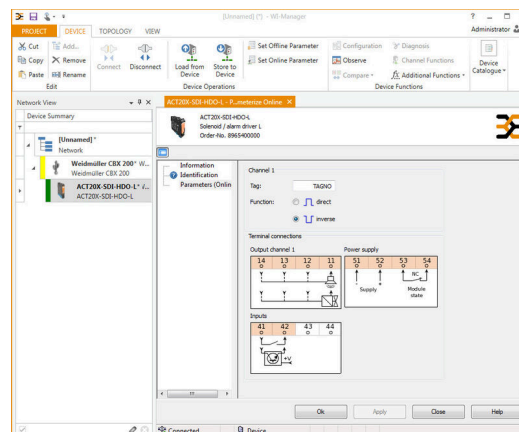 [Unnamed] (*) - WI-Manager
PROJECT DEVICE TOPOLOGY VIEW Administrator
Cut Add... Set Offline Parameter Configuration Diagnosis
Copy Remove Connect Disconnect Load from Device Store to Device Set Online Parameter Observe Channel Functions Device Catalogue
Paste Rename Compare Additional Functions
Edit Device Operations Device Functions
Network View
Device Summary
[Unnamed]*
Network
Weidmüller CBX 200* W...
Weidmüller CBX 200
ACT20X-SDI-HDO-L* /...
ACT20X-SDI-HDO-L
ACT20X-SDI-HDO-L - P...meterize Online
ACT20X-SDI-HDO-L
Solenoid / alarm driver L
Order-No. 8965400000
Information
Identification
Parameters (Onlin
Channel 1
Tag: TAGNO
Function: direct
inverse
Terminal connections
Output channel 1 Power supply
14 13 12 11 51 52 53 54
NC
Supply Module state
Inputs
41 42 43 44
+V
Ok Apply Close Help
Connected Device